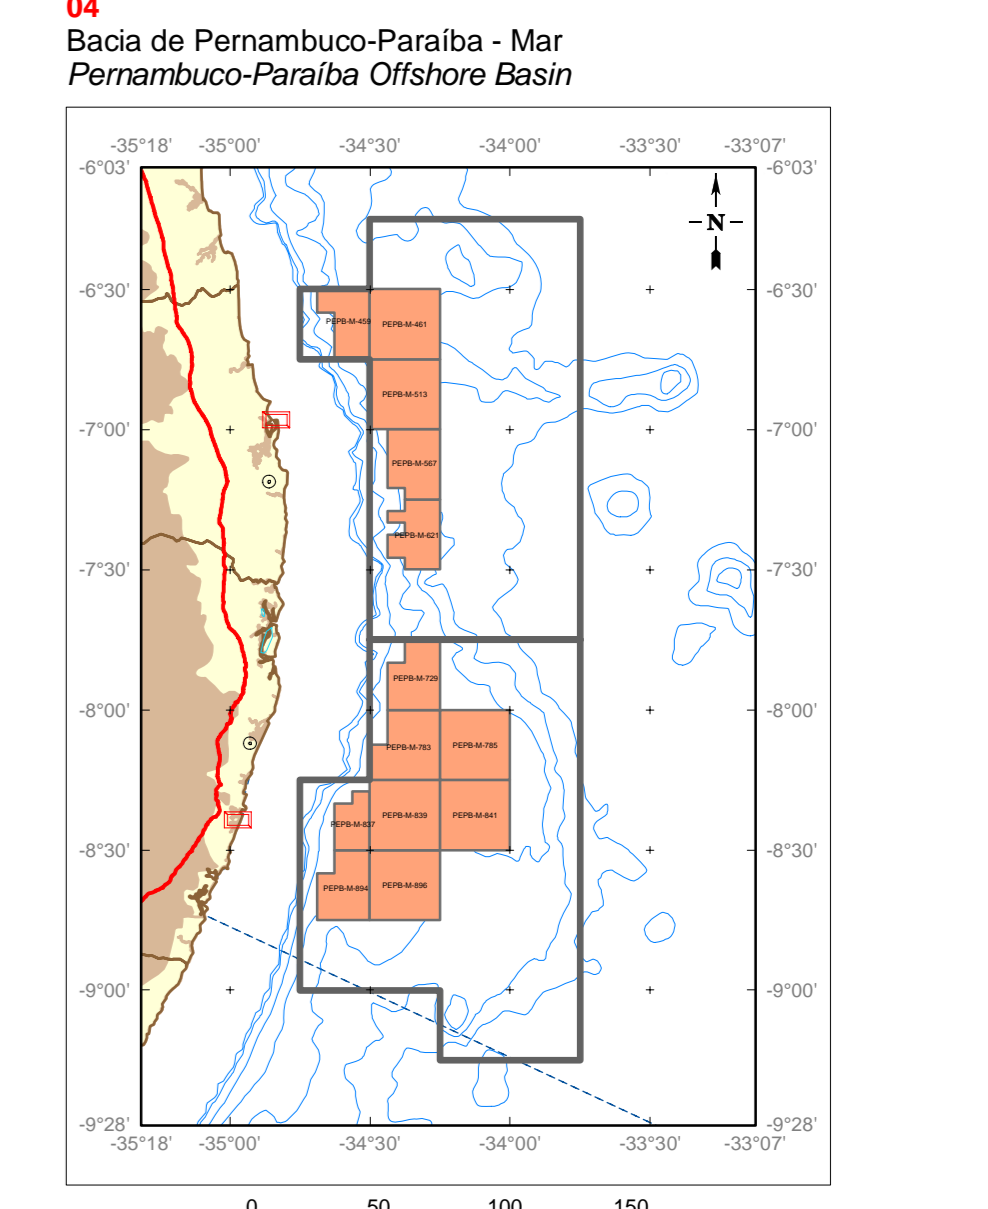 04
Bacia de Pernambuco-Paraíba - Mar
Pernambuco-Paraíba Offshore Basin
-35°18' -35°00' -34°30' -34°00' -33°30' -33°07'
-6°03' -6°03'
N
-6°30' -6°30'
PEPB-M-459 PEPB-M-461
PEPB-M-513
-7°00' -7°00'
PEPB-M-567
PEPB-M-621
-7°30' -7°30'
PEPB-M-729
-8°00' -8°00'
PEPB-M-783 PEPB-M-785
PEPB-M-837 PEPB-M-839 PEPB-M-841
-8°30' -8°30'
PEPB-M-894 PEPB-M-896
-9°00' -9°00'
-9°28' -9°28'
-35°18' -35°00' -34°30' -34°00' -33°30' -33°07'
0 50 100 150